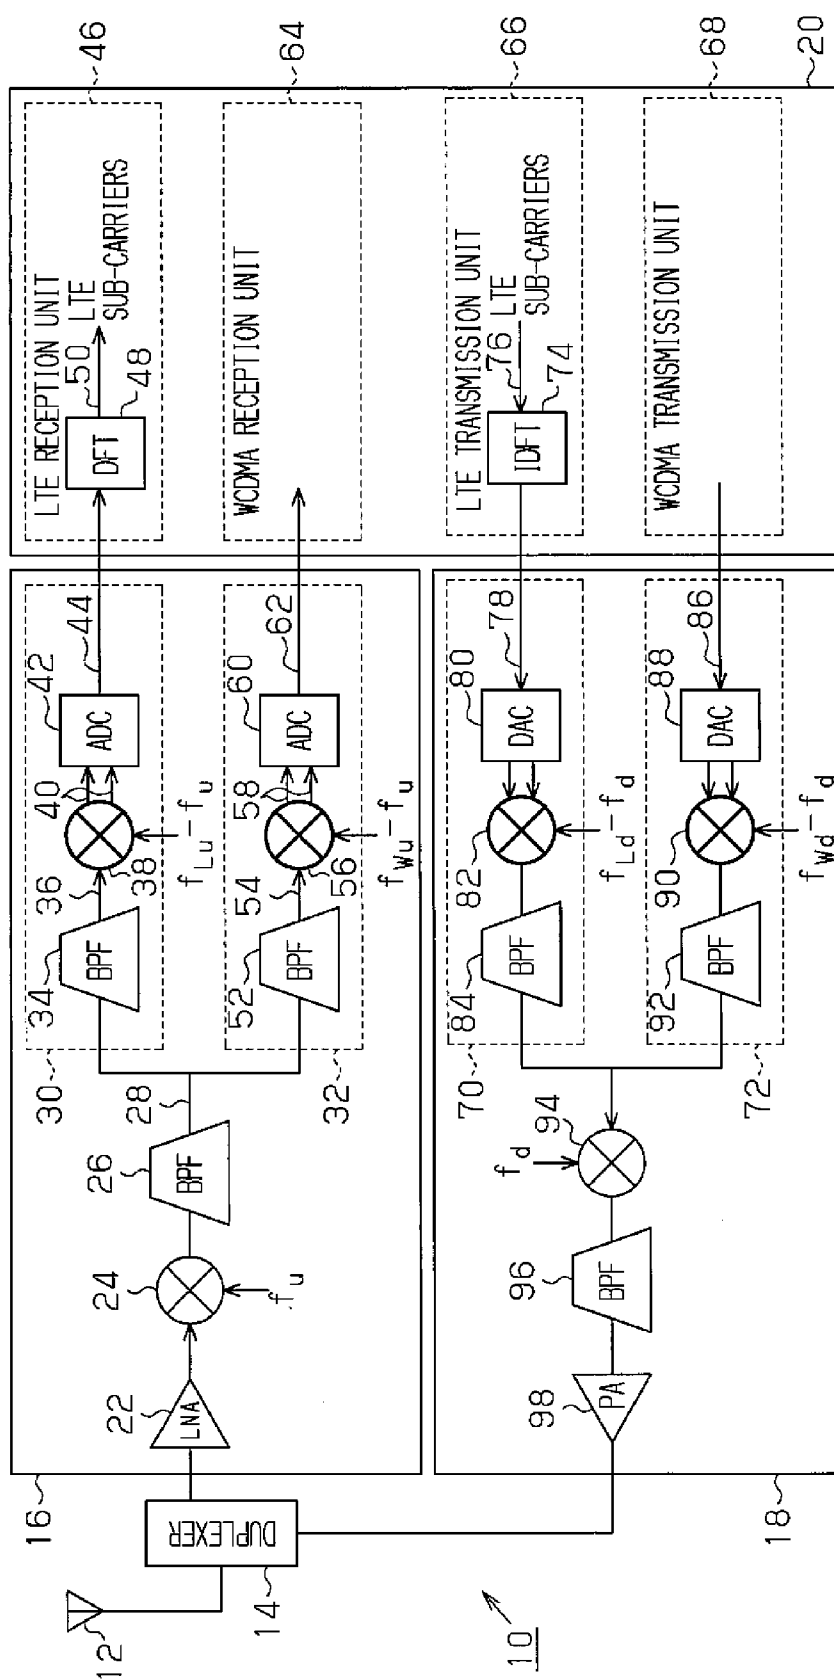 10
12
14
DUPLEXER
16
22
LNA
24
f_u
26
BPF
28
30
34
BPF
36
38
f_Lu – f_u
40
42
ADC
44
32
52
BPF
54
56
f_Wu – f_u
58
60
ADC
62
LTE RECEPTION UNIT
46
DFT
48
50
LTE
SUB-CARRIERS
WCDMA RECEPTION UNIT
64
18
98
PA
96
BPF
94
f_d
70
84
BPF
82
f_Ld – f_d
80
DAC
78
72
92
BPF
90
f_Wd – f_d
88
DAC
86
LTE TRANSMISSION UNIT
66
IDFT
74
76
LTE
SUB-CARRIERS
WCDMA TRANSMISSION UNIT
68
20